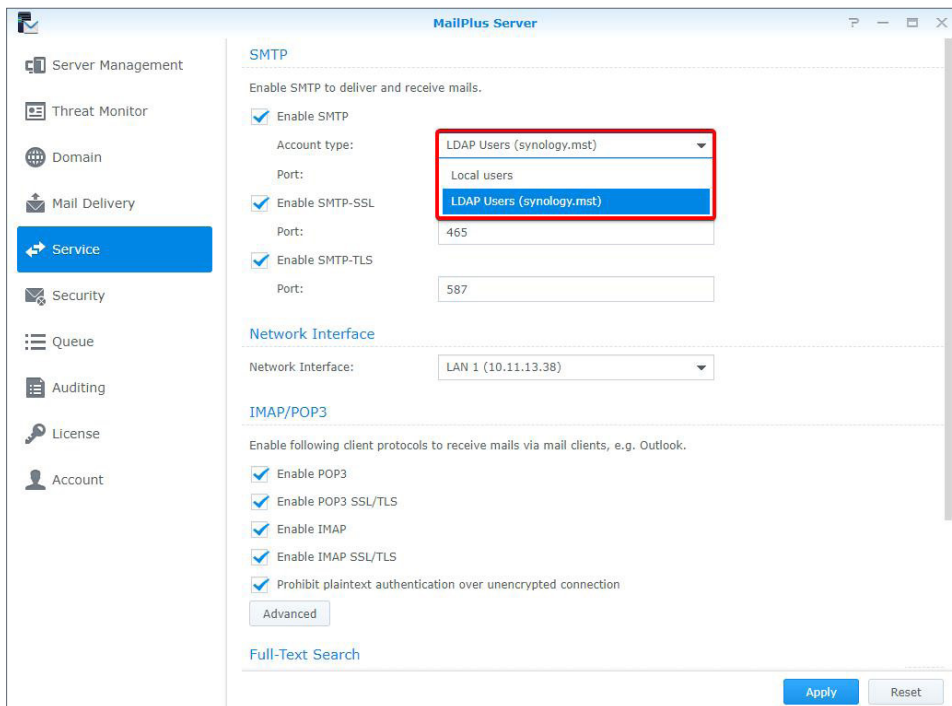 MailPlus Server
Server Management
Threat Monitor
Domain
Mail Delivery
Service
Security
Queue
Auditing
License
Account
SMTP
Enable SMTP to deliver and receive mails.
Enable SMTP
Account type: LDAP Users (synology.mst)
Local users
LDAP Users (synology.mst)
Port:
Enable SMTP-SSL
Port: 465
Enable SMTP-TLS
Port: 587
Network Interface
Network Interface: LAN 1 (10.11.13.38)
IMAP/POP3
Enable following client protocols to receive mails via mail clients, e.g. Outlook.
Enable POP3
Enable POP3 SSL/TLS
Enable IMAP
Enable IMAP SSL/TLS
Prohibit plaintext authentication over unencrypted connection
Advanced
Full-Text Search
Apply Reset